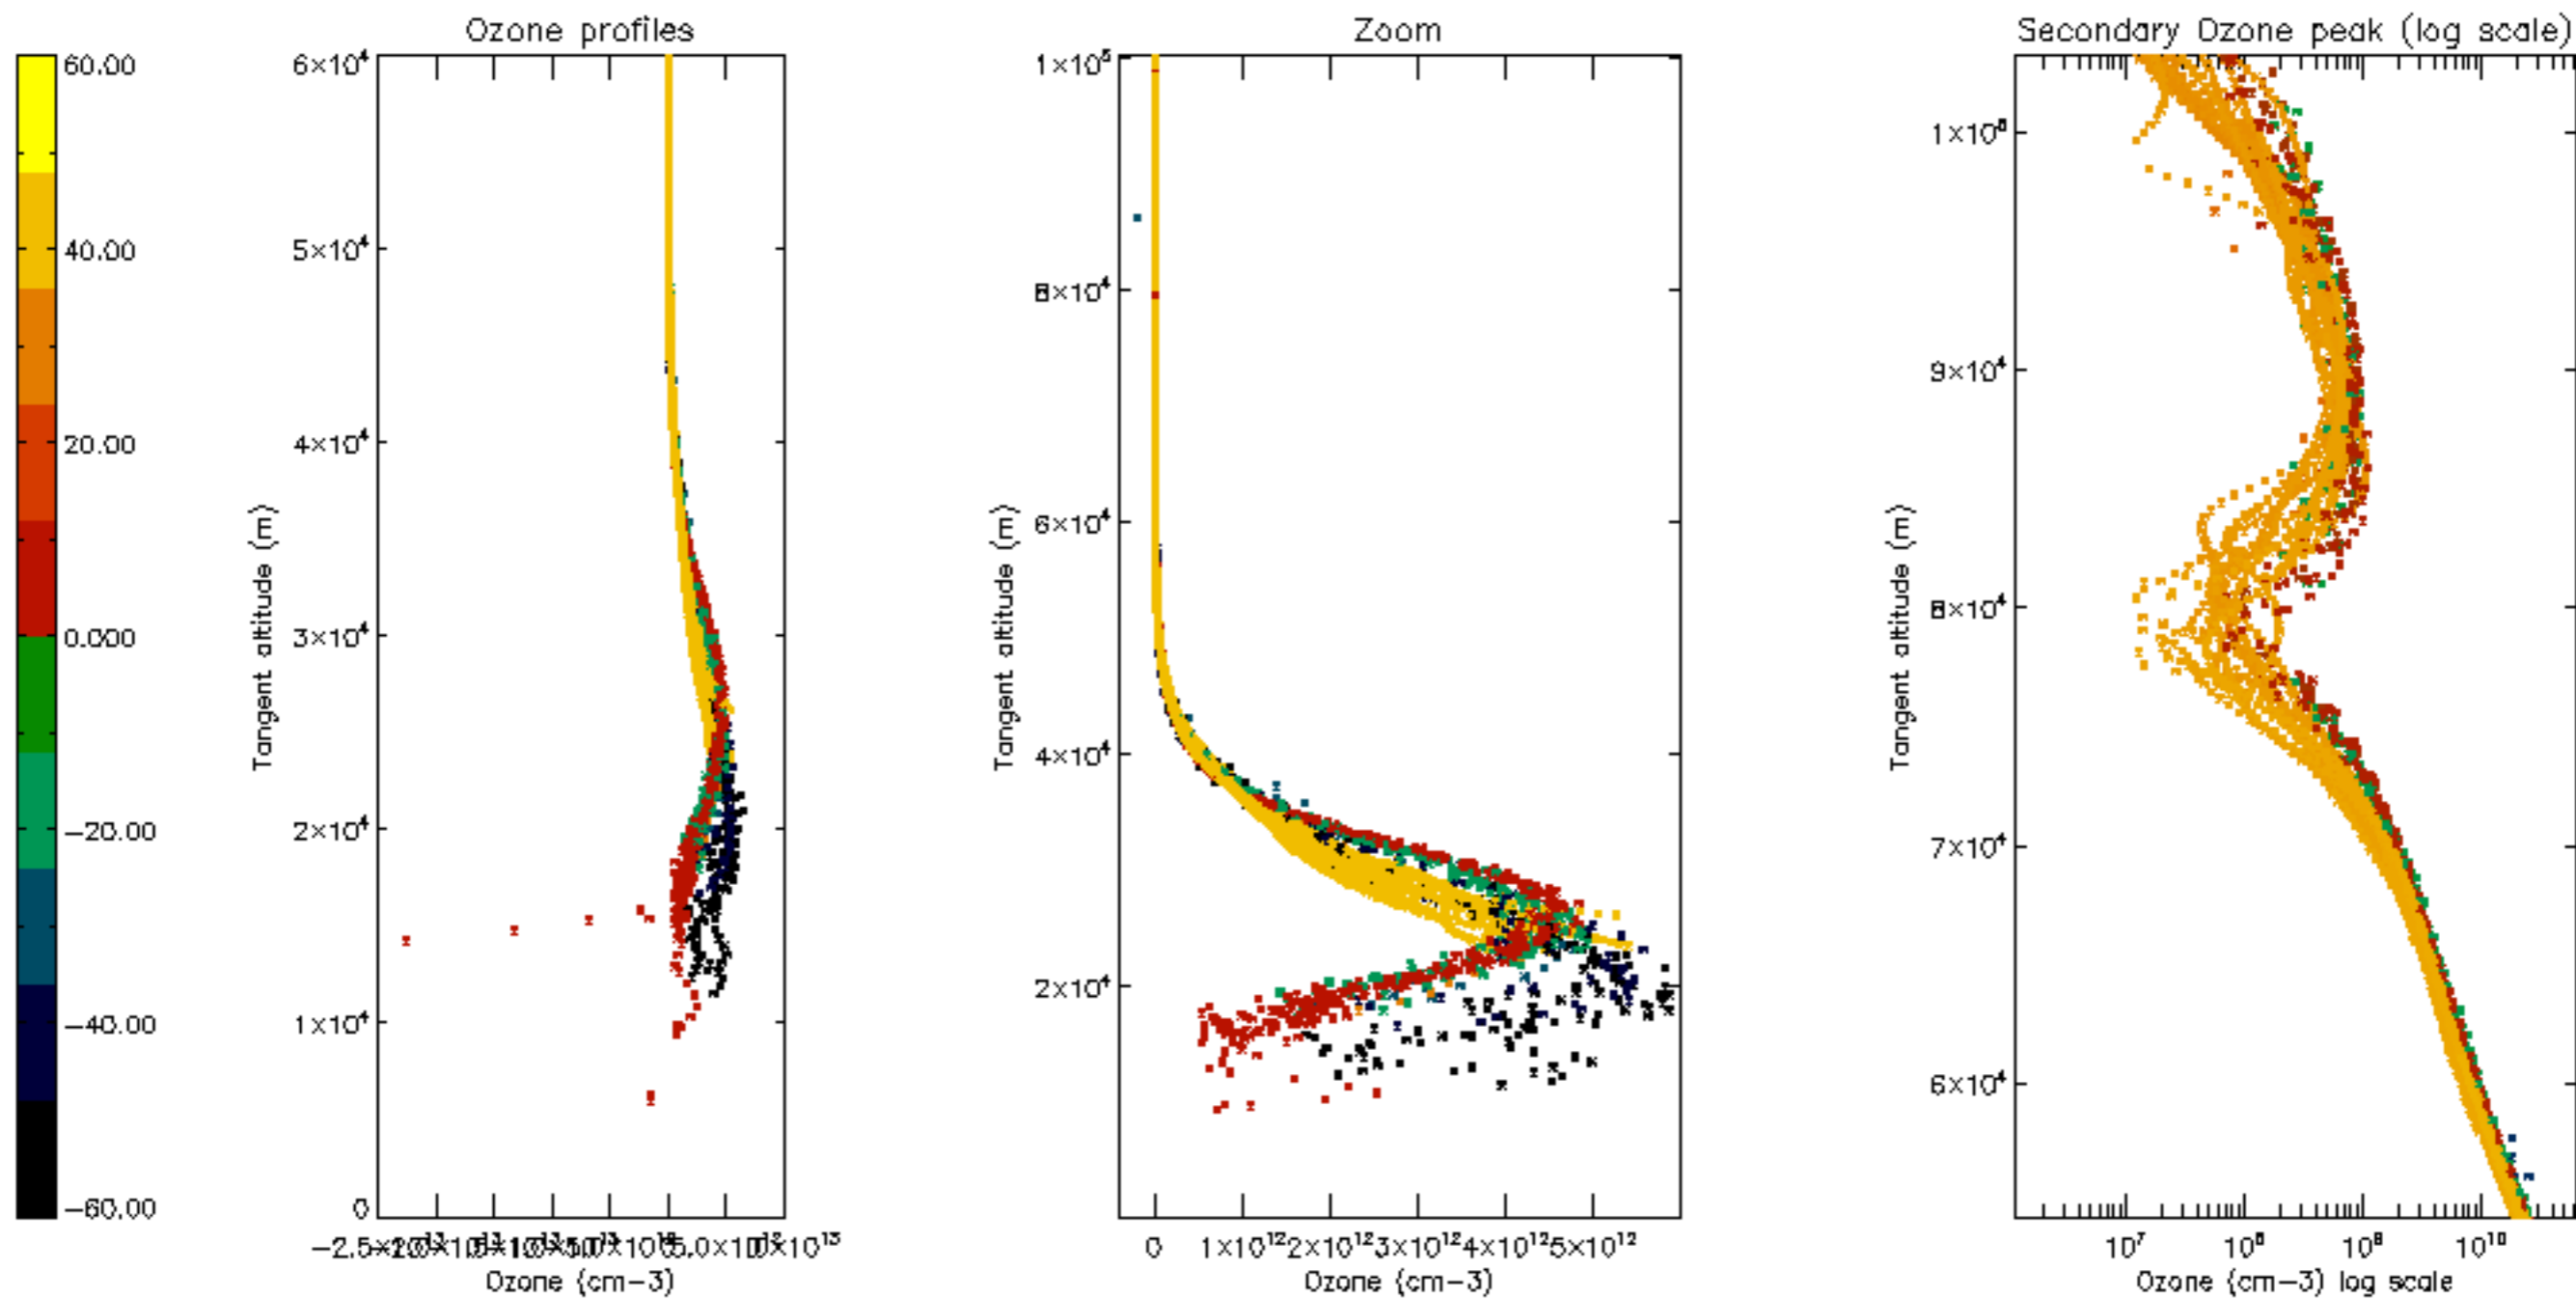 Ozone profiles
Zoom
Secondary Ozone peak (log scale)
60.00
40.00
20.00
0.000
-20.00
-40.00
-60.00
Tangent altitude (m)
6×10⁴
5×10⁴
4×10⁴
3×10⁴
2×10⁴
1×10⁴
0
Ozone (cm-3)
Tangent altitude (m)
1×10⁵
8×10⁴
6×10⁴
4×10⁴
2×10⁴
0 1×10¹² 2×10¹² 3×10¹² 4×10¹² 5×10¹²
Ozone (cm-3)
Tangent altitude (m)
9×10⁴
8×10⁴
7×10⁴
6×10⁴
10⁷ 10⁸ 10⁹ 10¹⁰
Ozone (cm-3) log scale